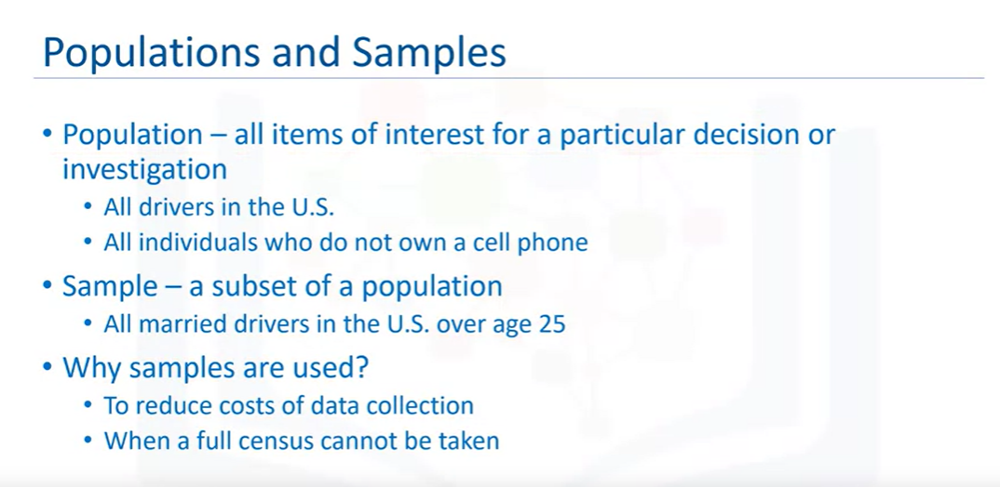 Populations and Samples
• Population – all items of interest for a particular decision or
investigation
• All drivers in the U.S.
• All individuals who do not own a cell phone
• Sample – a subset of a population
• All married drivers in the U.S. over age 25
• Why samples are used?
• To reduce costs of data collection
• When a full census cannot be taken